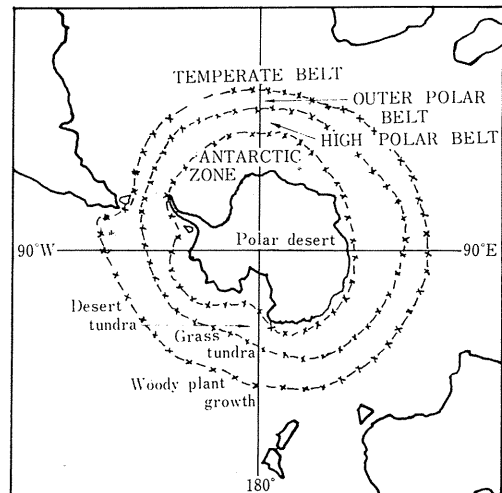 TEMPERATE BELT
OUTER POLAR
BELT
HIGH POLAR BELT
ANTARCTIC
ZONE
90°W
Polar desert
90°E
Desert
tundra
Grass
tundra
Woody plant
growth
180°